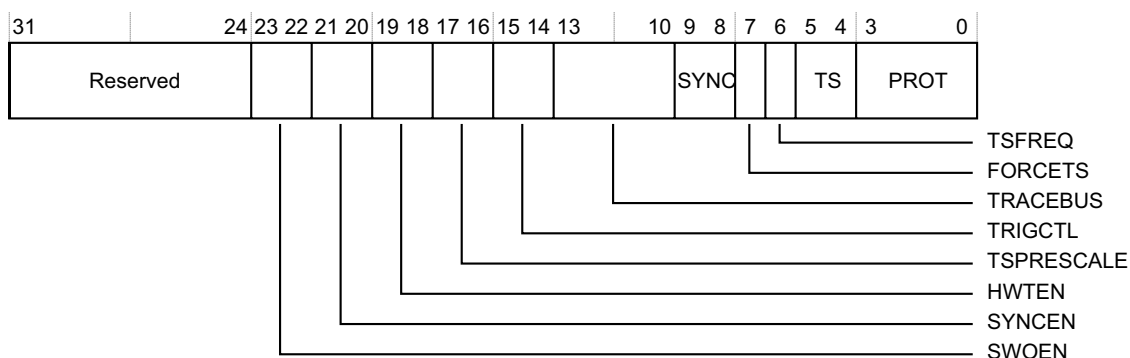 31 24 23 22 21 20 19 18 17 16 15 14 13 10 9 8 7 6 5 4 3 0
Reserved SYNC TS PROT
TSFREQ
FORCETS
TRACEBUS
TRIGCTL
TSPRESCALE
HWTEN
SYNCEN
SWOEN